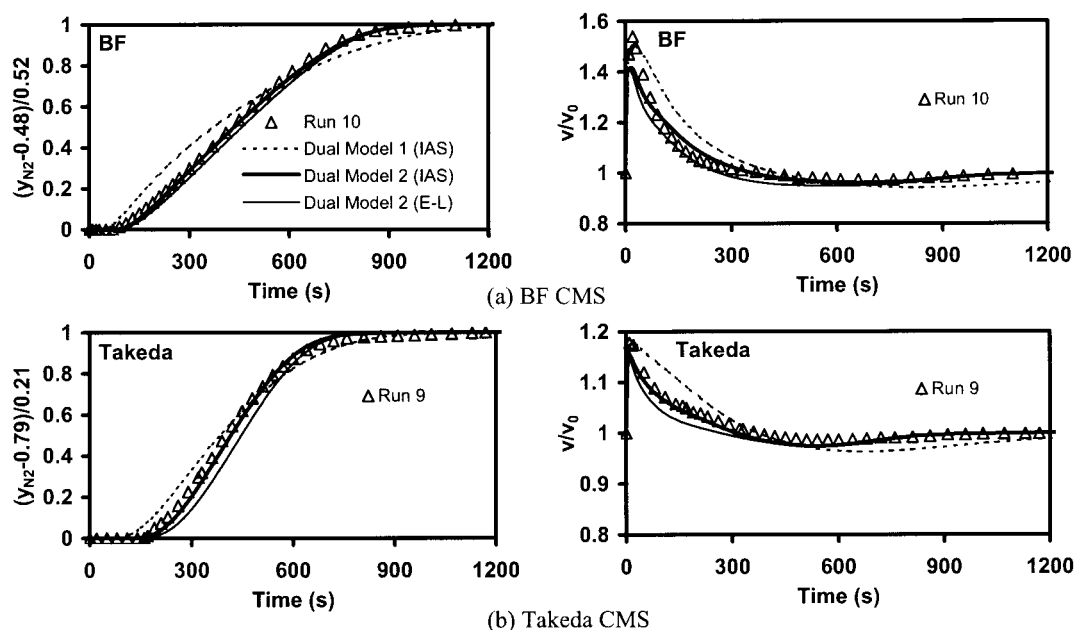 BF
(yN2-0.48)/0.52
1
0.8
0.6
0.4
0.2
0
Run 10
Dual Model 1 (IAS)
Dual Model 2 (IAS)
Dual Model 2 (E-L)
0 300 600 900 1200
Time (s)
BF
v/v0
1.6
1.4
1.2
1
0.8
Run 10
0 300 600 900 1200
Time (s)
(a) BF CMS
Takeda
(yN2-0.79)/0.21
1
0.8
0.6
0.4
0.2
0
Run 9
0 300 600 900 1200
Time (s)
Takeda
v/v0
1.2
1.1
1
0.9
0.8
Run 9
0 300 600 900 1200
Time (s)
(b) Takeda CMS